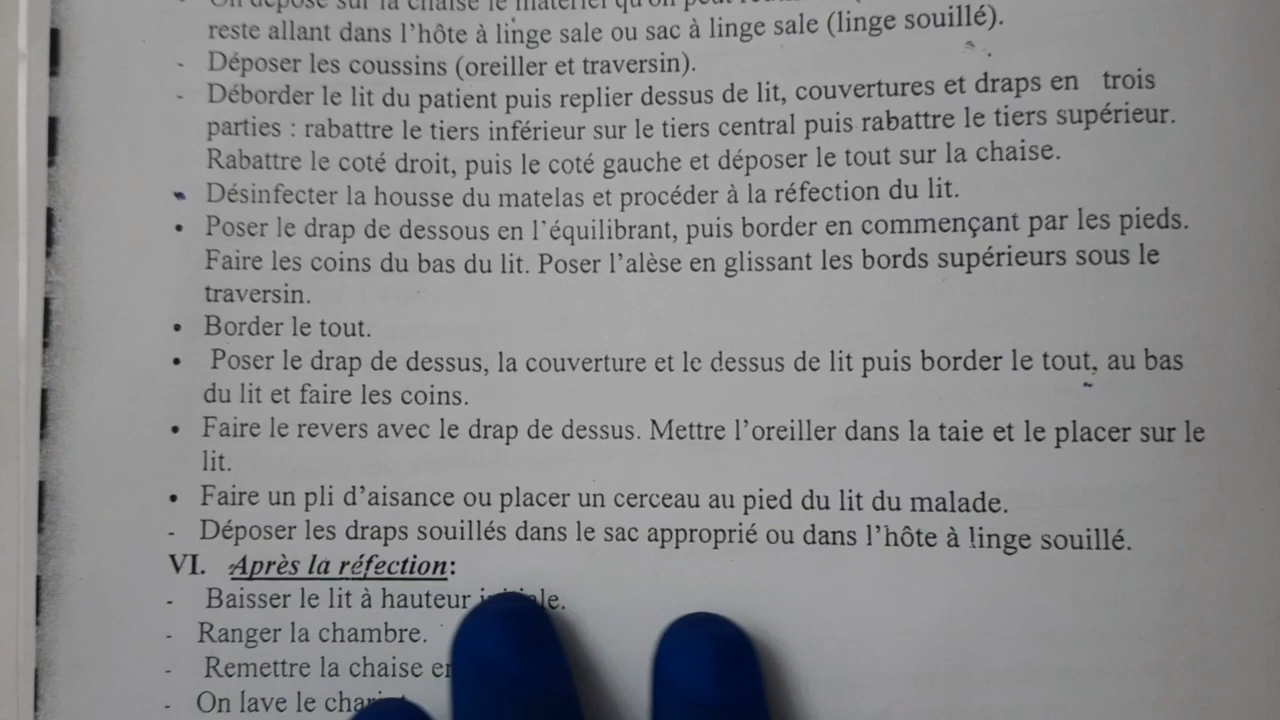 - On dépose sur la chaise le matériel qu'on peut
reste allant dans l'hôte à linge sale ou sac à linge sale (linge souillé).
- Déposer les coussins (oreiller et traversin).
- Déborder le lit du patient puis replier dessus de lit, couvertures et draps en trois
parties : rabattre le tiers inférieur sur le tiers central puis rabattre le tiers supérieur.
Rabattre le coté droit, puis le coté gauche et déposer le tout sur la chaise.
- Désinfecter la housse du matelas et procéder à la réfection du lit.
• Poser le drap de dessous en l'équilibrant, puis border en commençant par les pieds.
Faire les coins du bas du lit. Poser l'alèse en glissant les bords supérieurs sous le
traversin.
• Border le tout.
• Poser le drap de dessus, la couverture et le dessus de lit puis border le tout, au bas
du lit et faire les coins.
• Faire le revers avec le drap de dessus. Mettre l'oreiller dans la taie et le placer sur le
lit.
• Faire un pli d'aisance ou placer un cerceau au pied du lit du malade.
- Déposer les draps souillés dans le sac approprié ou dans l'hôte à linge souillé.
VI. Après la réfection:
- Baisser le lit à hauteur
- Ranger la chambre.
- Remettre la chaise
- On lave le